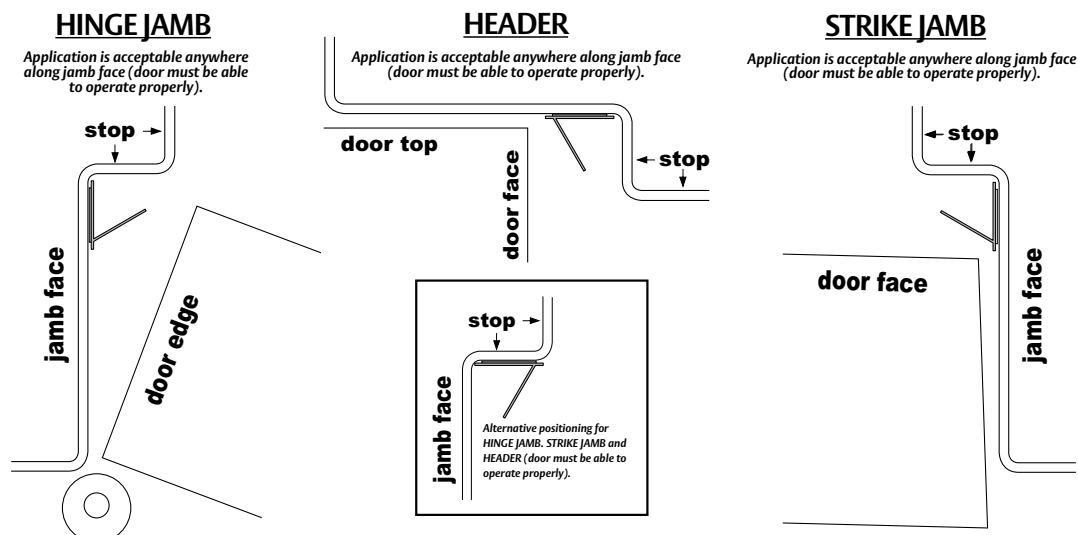 HINGE JAMB
Application is acceptable anywhere
along jamb face (door must be able
to operate properly).
stop
jamb face
door edge
HEADER
Application is acceptable anywhere along jamb face
(door must be able to operate properly).
door top
door face
stop
stop
jamb face
Alternative positioning for
HINGE JAMB. STRIKE JAMB and
HEADER (door must be able to
operate properly).
STRIKE JAMB
Application is acceptable anywhere along jamb face
(door must be able to operate properly).
stop
door face
jamb face